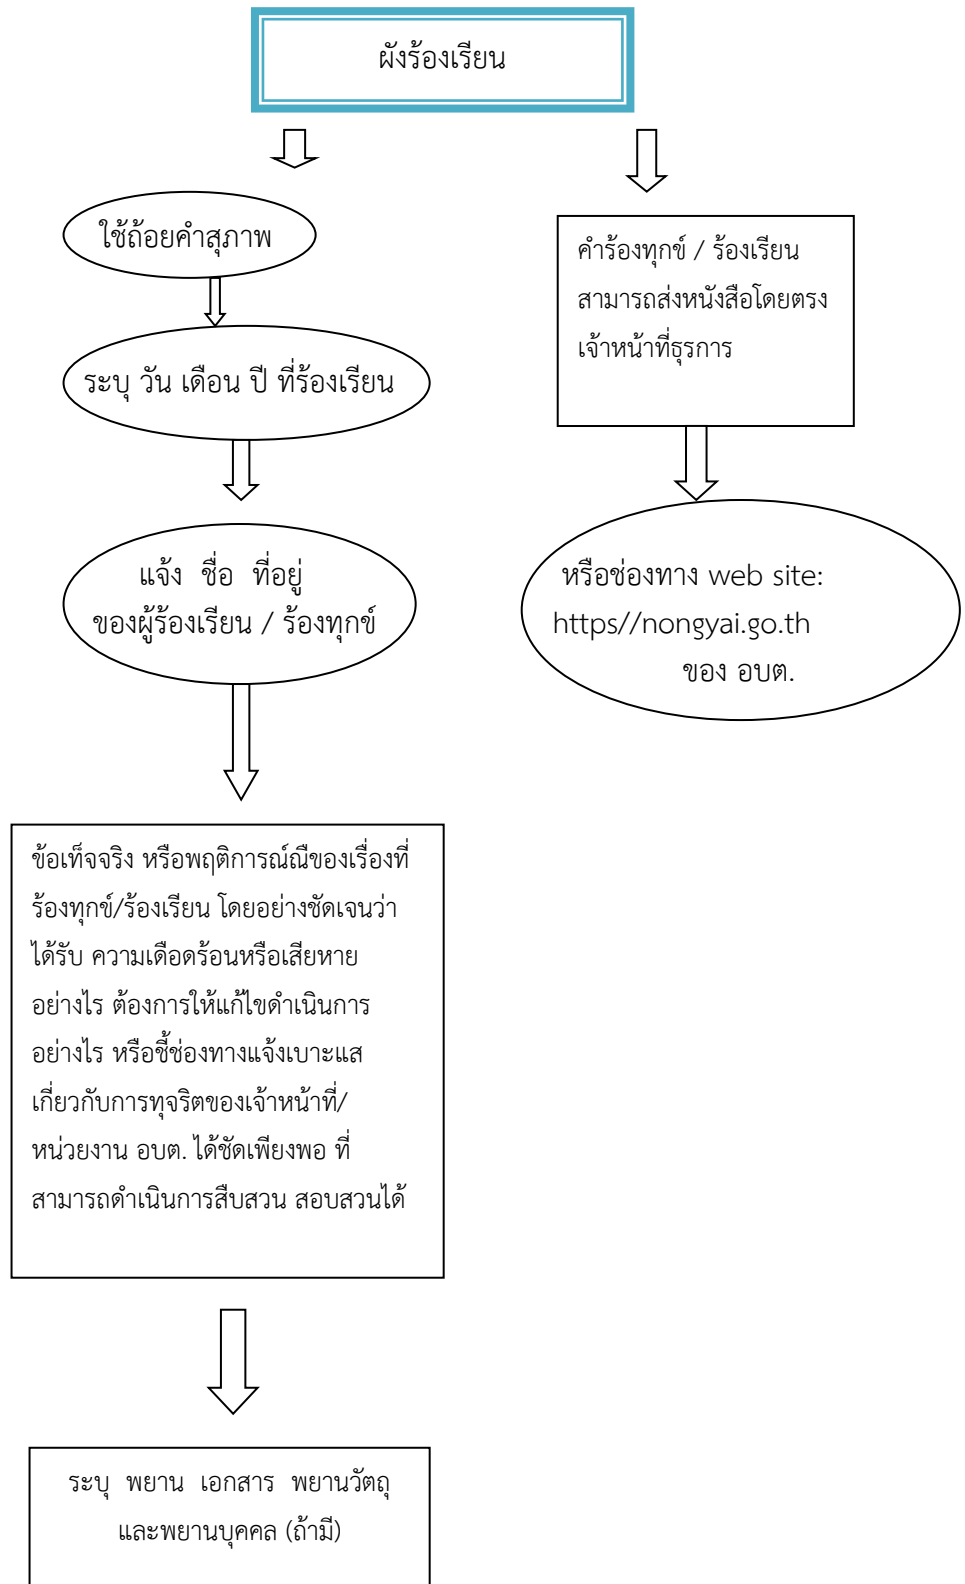 ผังร้องเรียน
ใช้ถ้อยคำสุภาพ
ระบุ วัน เดือน ปี ที่ร้องเรียน
แจ้ง ชื่อ ที่อยู่
ของผู้ร้องเรียน / ร้องทุกข์
ข้อเท็จจริง หรือพฤติการณ์ณืของเรื่องที่
ร้องทุกข์/ร้องเรียน โดยอย่างชัดเจนว่า
ได้รับ ความเดือดร้อนหรือเสียหาย
อย่างไร ต้องการให้แก้ไขดำเนินการ
อย่างไร หรือชี้ช่องทางแจ้งเบาะแส
เกี่ยวกับการทุจริตของเจ้าหน้าที่/
หน่วยงาน อบต. ได้ชัดเพียงพอ ที่
สามารถดำเนินการสืบสวน สอบสวนได้
ระบุ พยาน เอกสาร พยานวัตถุ
และพยานบุคคล (ถ้ามี)
คำร้องทุกข์ / ร้องเรียน
สามารถส่งหนังสือโดยตรง
เจ้าหน้าที่ธุรการ
หรือช่องทาง web site:
https//nongyai.go.th
ของ อบต.